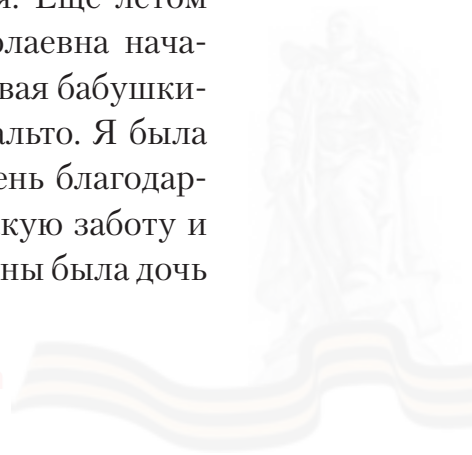 я. Еще летом
олаевна нача-
вая бабушки-
альто. Я была
ень благодар-
кую заботу и
ны была дочь